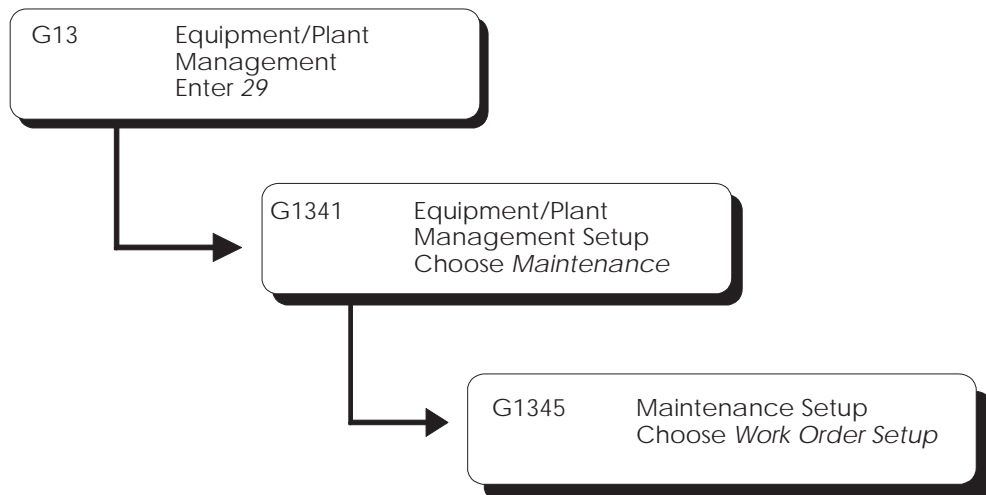 G13 Equipment/Plant
Management
Enter 29
G1341 Equipment/Plant
Management Setup
Choose Maintenance
G1345 Maintenance Setup
Choose Work Order Setup